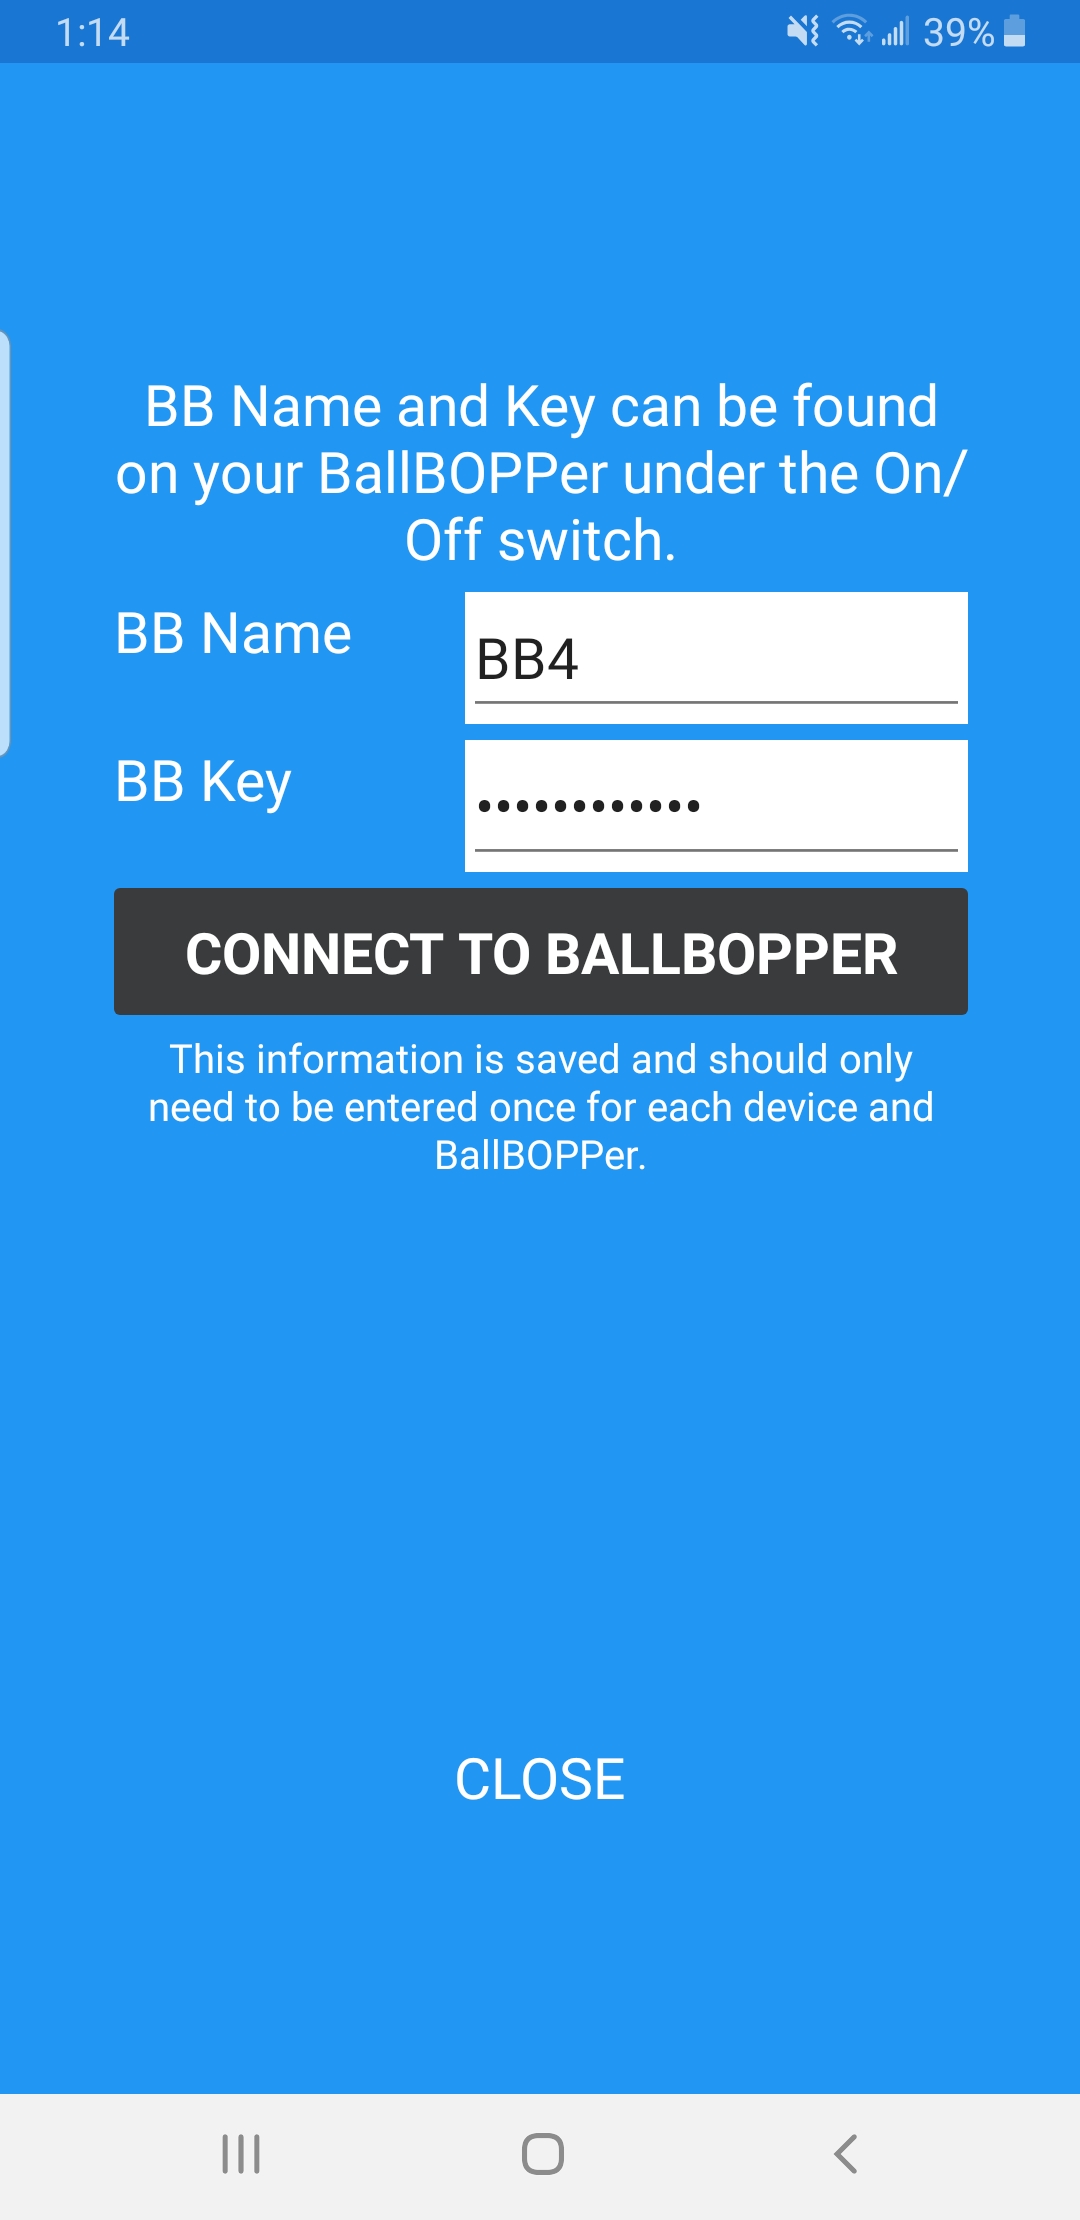 1:14
39%
BB Name and Key can be found
on your BallBOPPer under the On/
Off switch.
BB Name
BB4
BB Key
••••••••••••
CONNECT TO BALLBOPPER
This information is saved and should only
need to be entered once for each device and
BallBOPPer.
CLOSE